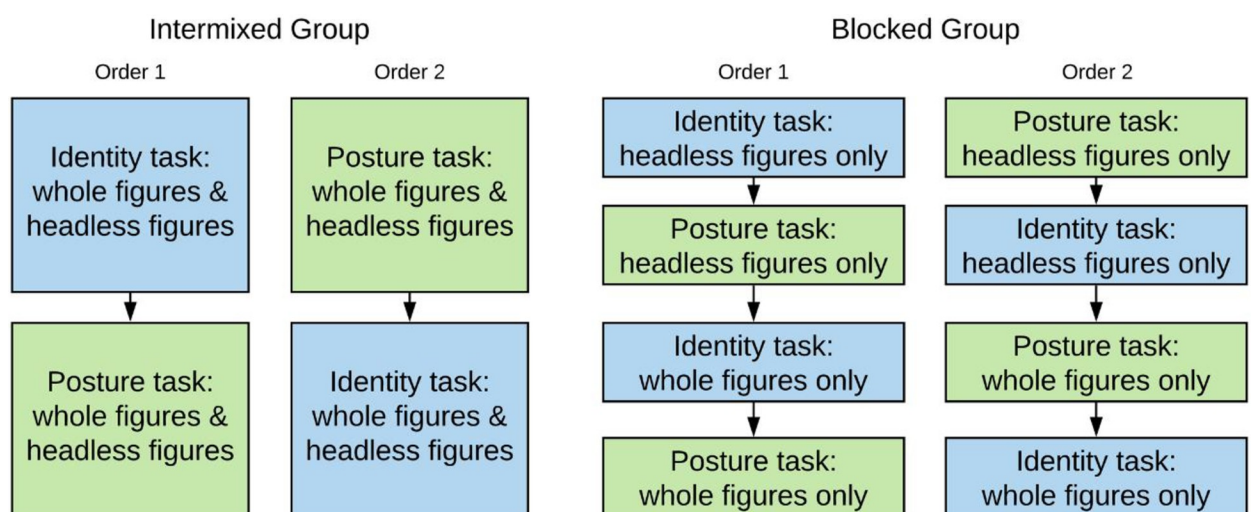 Intermixed Group
Order 1
Identity task:
whole figures &
headless figures
Posture task:
whole figures &
headless figures
Order 2
Posture task:
whole figures &
headless figures
Identity task:
whole figures &
headless figures
Blocked Group
Order 1
Identity task:
headless figures only
Posture task:
headless figures only
Identity task:
whole figures only
Posture task:
whole figures only
Order 2
Posture task:
headless figures only
Identity task:
headless figures only
Posture task:
whole figures only
Identity task:
whole figures only